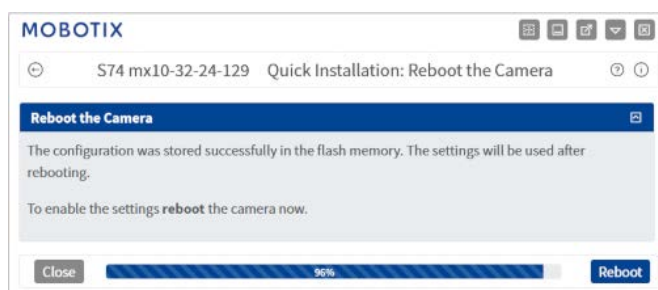 MOBOTIX
S74 mx10-32-24-129 Quick Installation: Reboot the Camera
Reboot the Camera
The configuration was stored successfully in the flash memory. The settings will be used after
rebooting.
To enable the settings reboot the camera now.
Close 96% Reboot